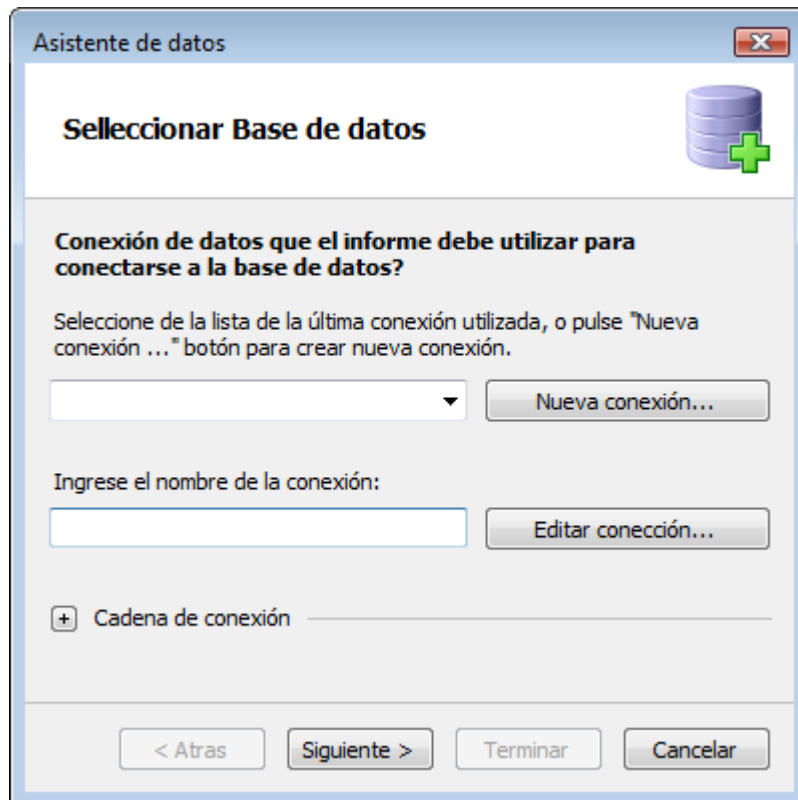 Asistente de datos
Selleccionar Base de datos
Conexión de datos que el informe debe utilizar para
conectarse a la base de datos?
Seleccione de la lista de la última conexión utilizada, o pulse "Nueva
conexión ..." botón para crear nueva conexión.
Nueva conexión...
Ingrese el nombre de la conexión:
Editar conección...
Cadena de conexión
< Atras
Siguiente >
Terminar
Cancelar